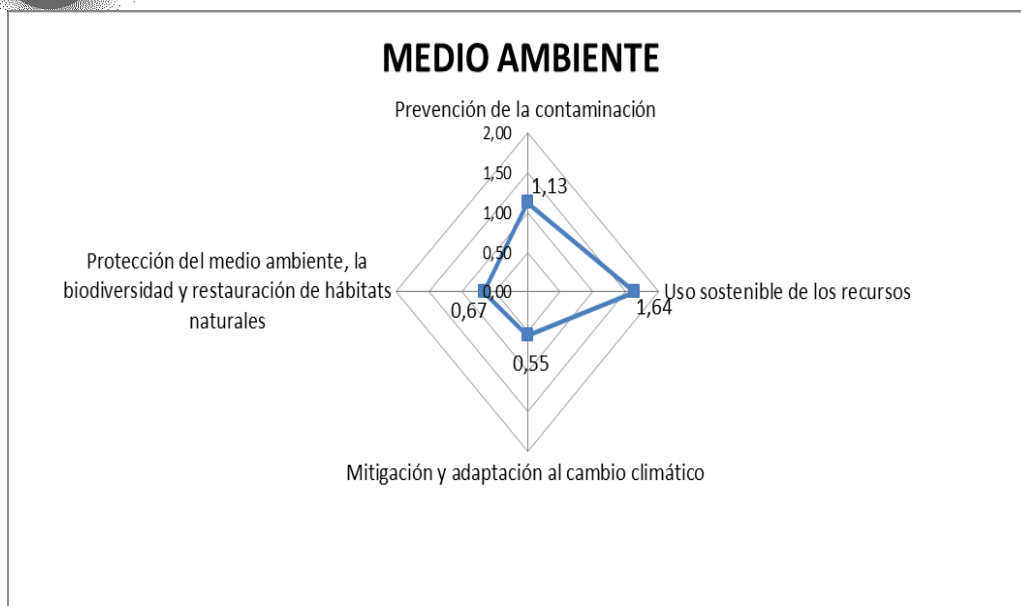 MEDIO AMBIENTE
Prevención de la contaminación
2,00
1,50
1,13
1,00
0,50
Protección del medio ambiente, la
biodiversidad y restauración de hábitats
naturales
0,00
0,67
Uso sostenible de los recursos
1,64
0,55
Mitigación y adaptación al cambio climático